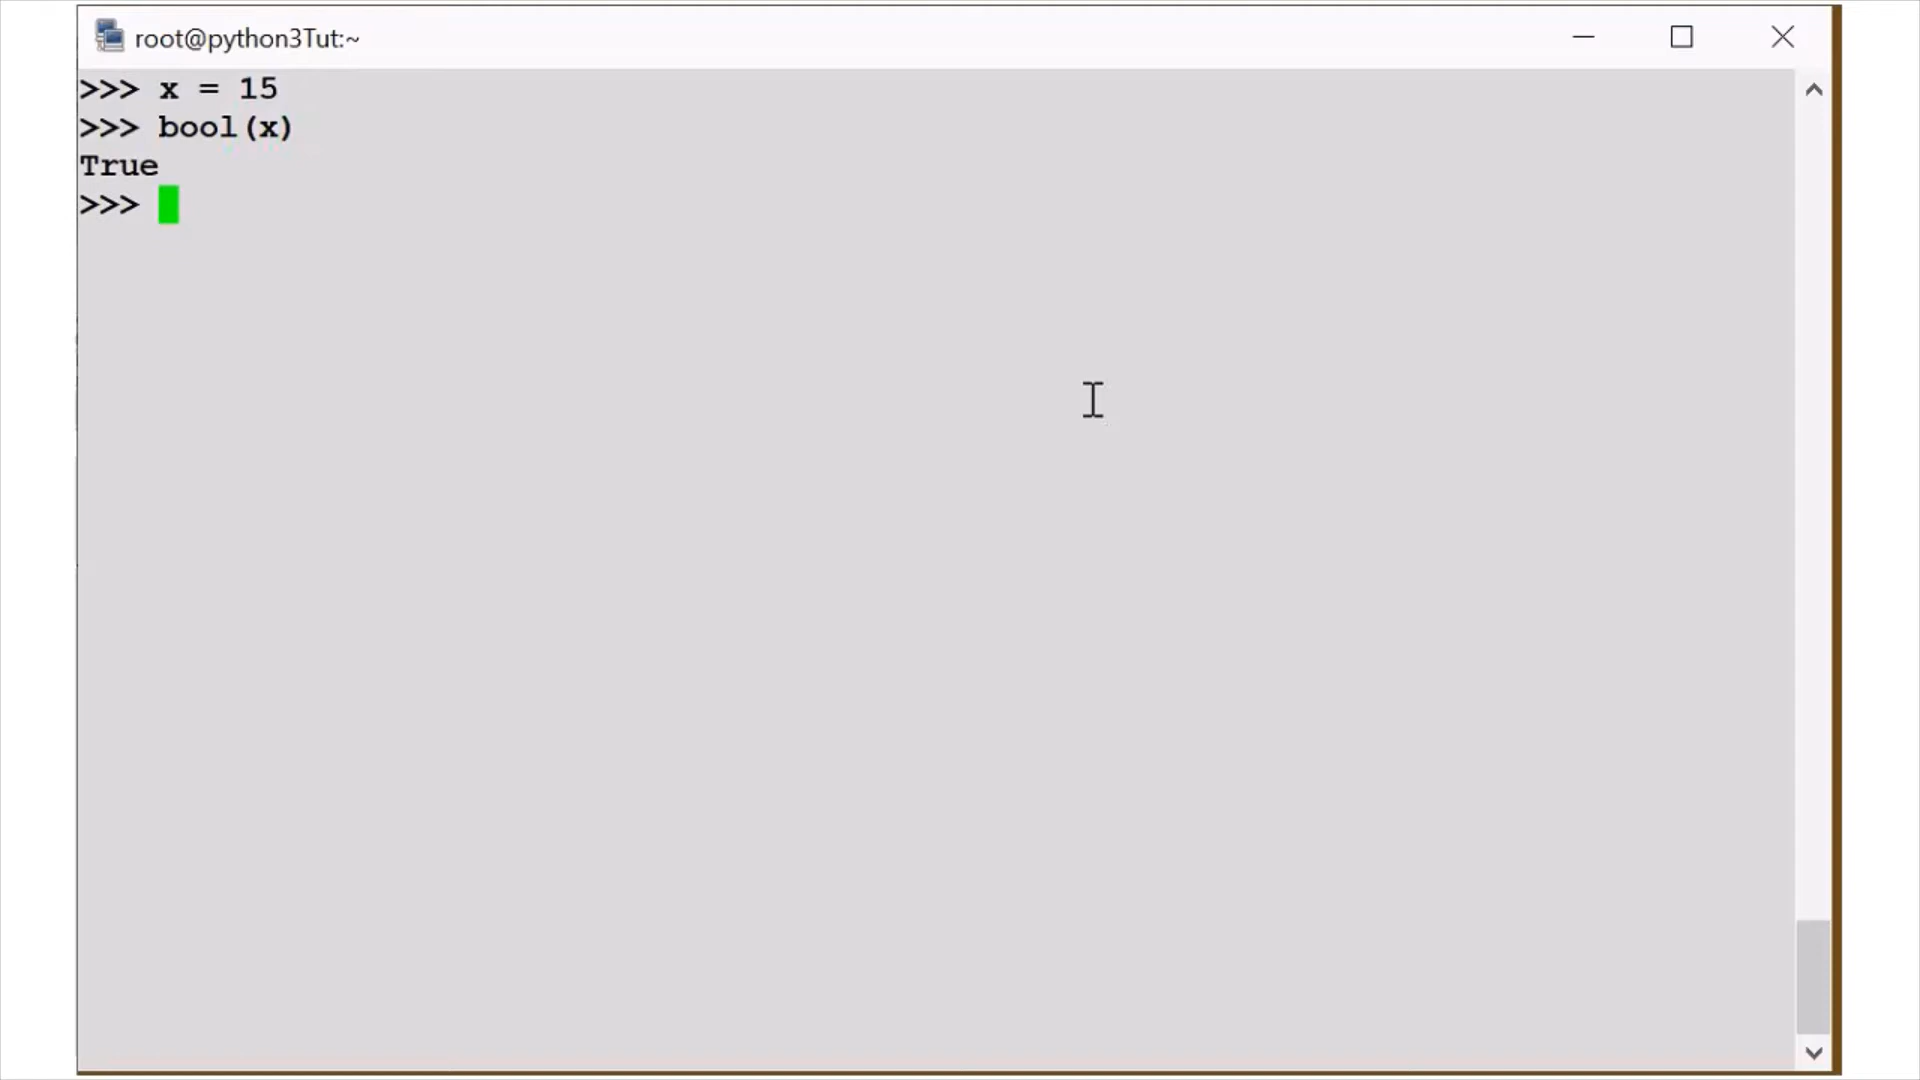 root@python3Tut:~
>>> x = 15
>>> bool(x)
True
>>>